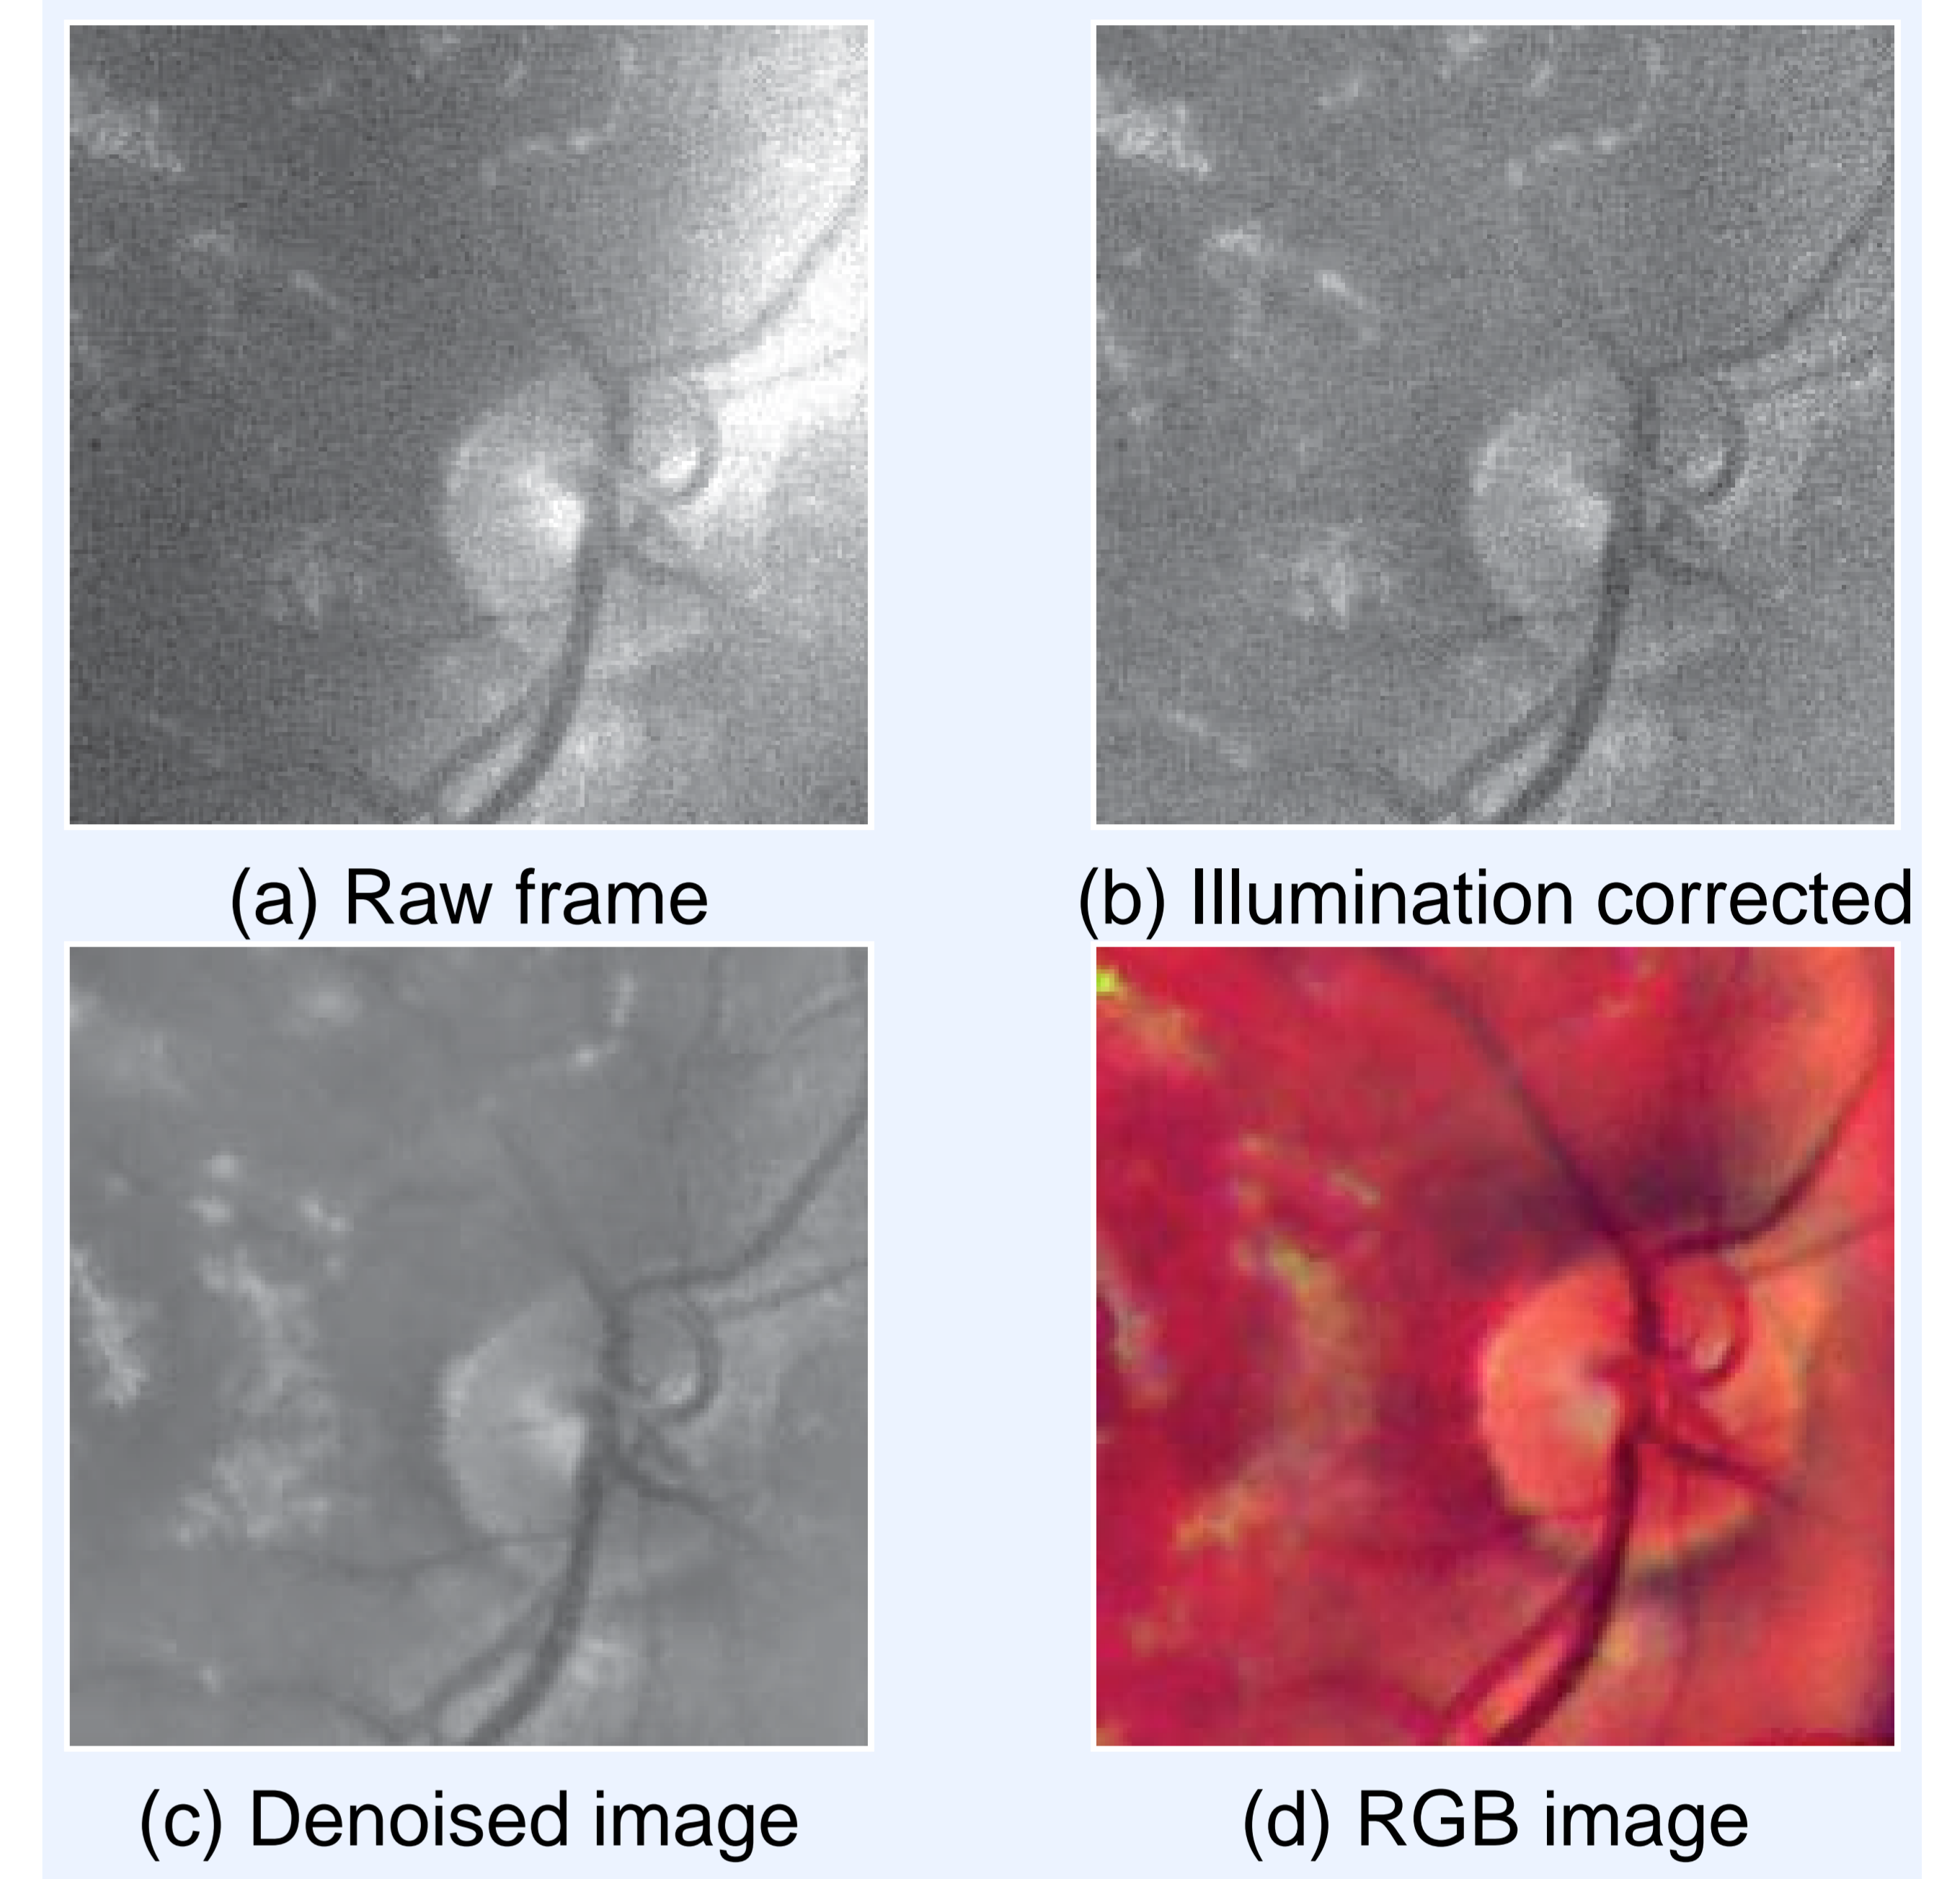 (a) Raw frame
(b) Illumination corrected
(c) Denoised image
(d) RGB image